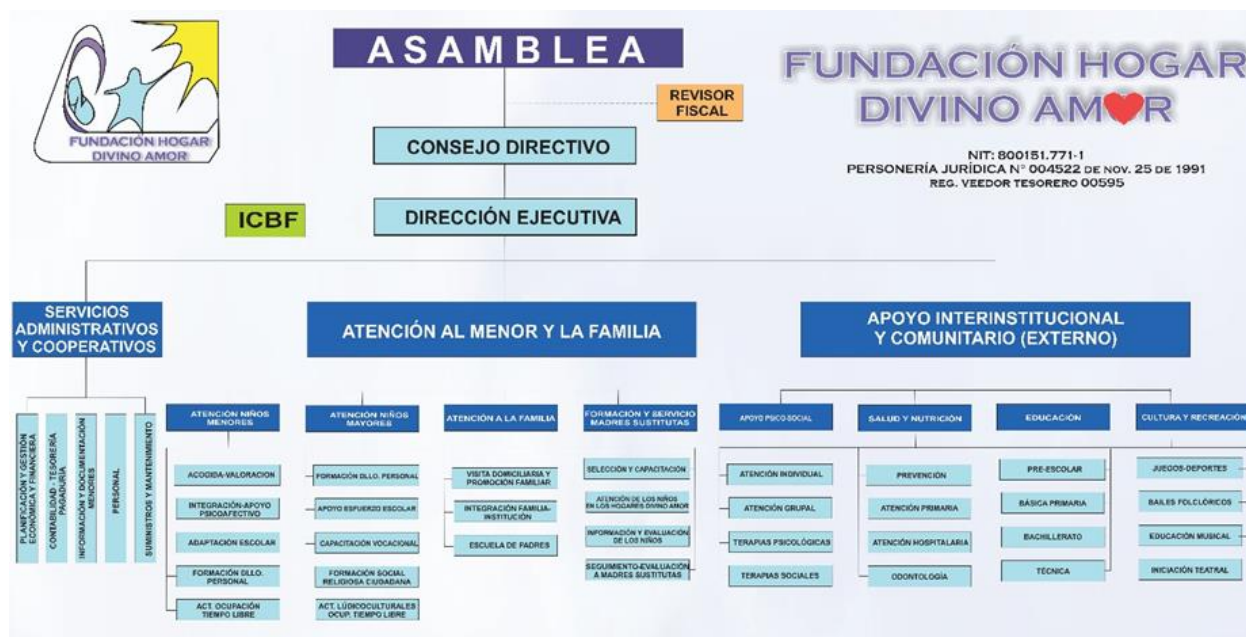 FUNDACIÓN HOGAR
DIVINO AMOR
ASAMBLEA
REVISOR
FISCAL
FUNDACIÓN HOGAR
DIVINO AM❤R
NIT: 800151.771-1
PERSONERÍA JURÍDICA N° 004522 DE NOV. 25 DE 1991
REG. VEEDOR TESORERO 00595
CONSEJO DIRECTIVO
ICBF
DIRECCIÓN EJECUTIVA
SERVICIOS
ADMINISTRATIVOS
Y COOPERATIVOS
PLANIFICACIÓN Y GESTIÓN
ECONÓMICA Y FINANCIERA
CONTABILIDAD - TESORERÍA
PAGADURÍA
INFORMACIÓN Y DOCUMENTACIÓN
MENORES
PERSONAL
SUMINISTROS Y MANTENIMIENTO
ATENCIÓN AL MENOR Y LA FAMILIA
ATENCIÓN NIÑOS
MENORES
ACOGIDA-VALORACION
INTEGRACIÓN-APOYO
PSICOAFECTIVO
ADAPTACIÓN ESCOLAR
FORMACIÓN DLLO.
PERSONAL
ACT. OCUPACIÓN
TIEMPO LIBRE
ATENCIÓN NIÑOS
MAYORES
FORMACIÓN DLLO. PERSONAL
APOYO ESFUERZO ESCOLAR
CAPACITACIÓN VOCACIONAL
FORMACIÓN SOCIAL
RELIGIOSA CIUDADANA
ACT. LÚDICOCULTURALES
OCUP. TIEMPO LIBRE
ATENCIÓN A LA FAMILIA
VISITA DOMICILIARIA Y
PROMOCIÓN FAMILIAR
INTEGRACIÓN FAMILIA-
INSTITUCIÓN
ESCUELA DE PADRES
FORMACIÓN Y SERVICIO
MADRES SUSTITUTAS
SELECCIÓN Y CAPACITACIÓN
ATENCIÓN DE LOS NIÑOS
EN LOS HOGARES DIVINO AMOR
INFORMACIÓN Y EVALUACIÓN
DE LOS NIÑOS
SEGUIMIENTO-EVALUACIÓN
A MADRES SUSTITUTAS
APOYO INTERINSTITUCIONAL
Y COMUNITARIO (EXTERNO)
APOYO PSICO-SOCIAL
ATENCIÓN INDIVIDUAL
ATENCIÓN GRUPAL
TERAPIAS PSICOLÓGICAS
TERAPIAS SOCIALES
SALUD Y NUTRICIÓN
PREVENCIÓN
ATENCIÓN PRIMARIA
ATENCIÓN HOSPITALARIA
ODONTOLOGÍA
EDUCACIÓN
PRE-ESCOLAR
BÁSICA PRIMARIA
BACHILLERATO
TÉCNICA
CULTURA Y RECREACIÓN
JUEGOS-DEPORTES
BAILES FOLCLÓRICOS
EDUCACIÓN MUSICAL
INICIACIÓN TEATRAL